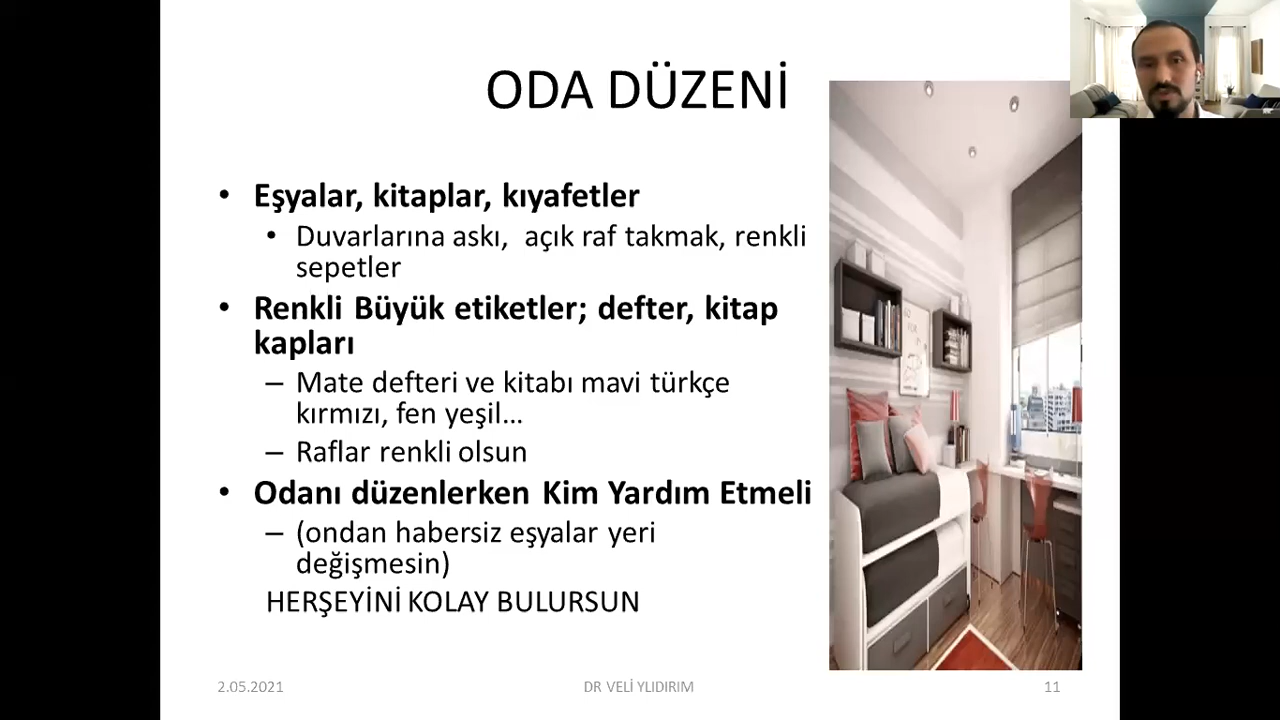 ODA DÜZENİ
• Eşyalar, kitaplar, kıyafetler
• Duvarlarına askı, açık raf takmak, renkli
sepetler
• Renkli Büyük etiketler; defter, kitap
kapları
– Mate defteri ve kitabı mavi türkçe
kırmızı, fen yeşil...
– Raflar renkli olsun
• Odanı düzenlerken Kim Yardım Etmeli
– (ondan habersiz eşyalar yeri
değişmesin)
HERŞEYİNİ KOLAY BULURSUN
2.05.2021
DR VELİ YLIDIRIM
11